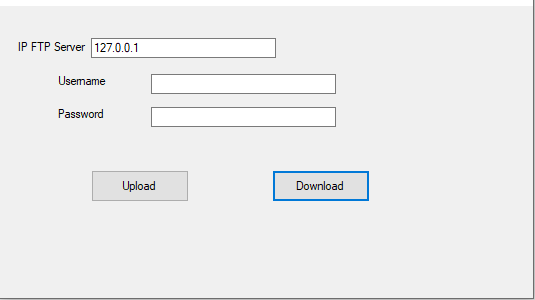 IP FTP Server 127.0.0.1
Username
Password
Upload Download